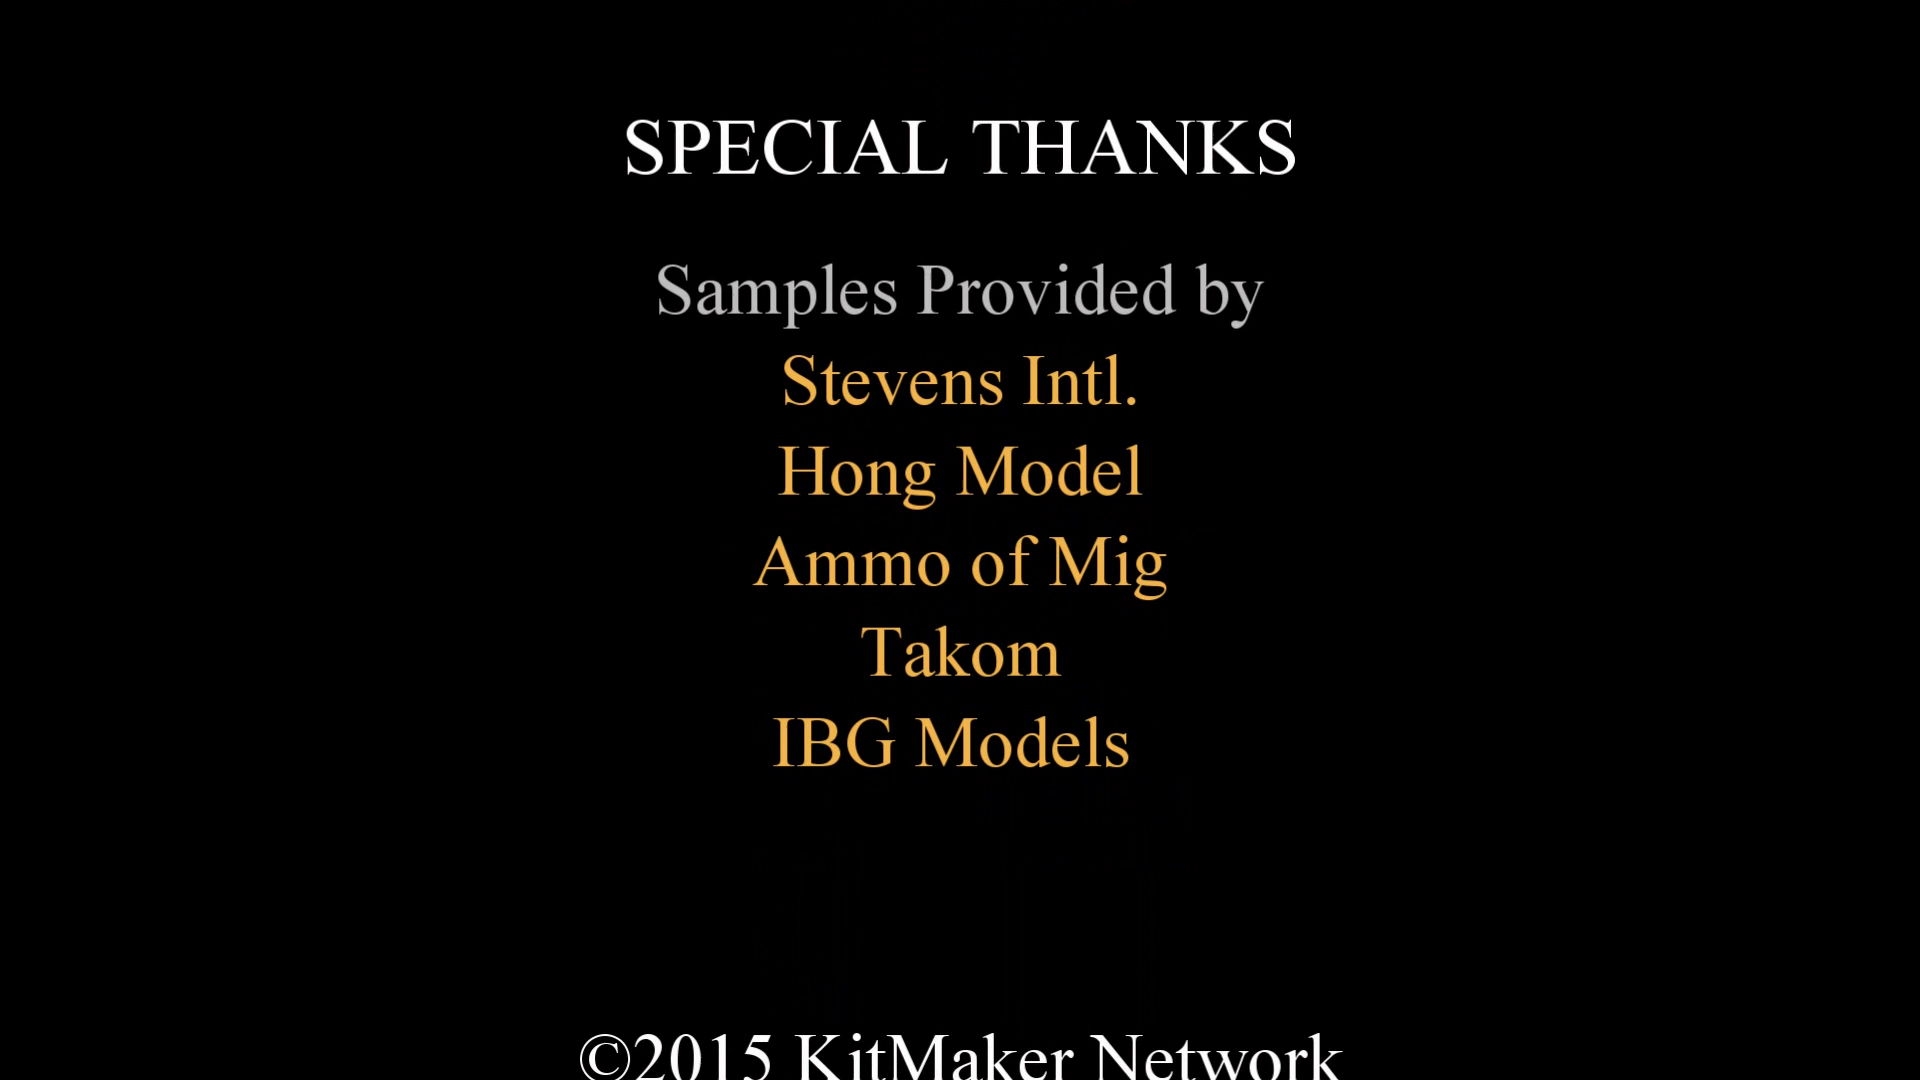 SPECIAL THANKS
Samples Provided by
Stevens Intl.
Hong Model
Ammo of Mig
Takom
IBG Models
©2015 KitMaker Network